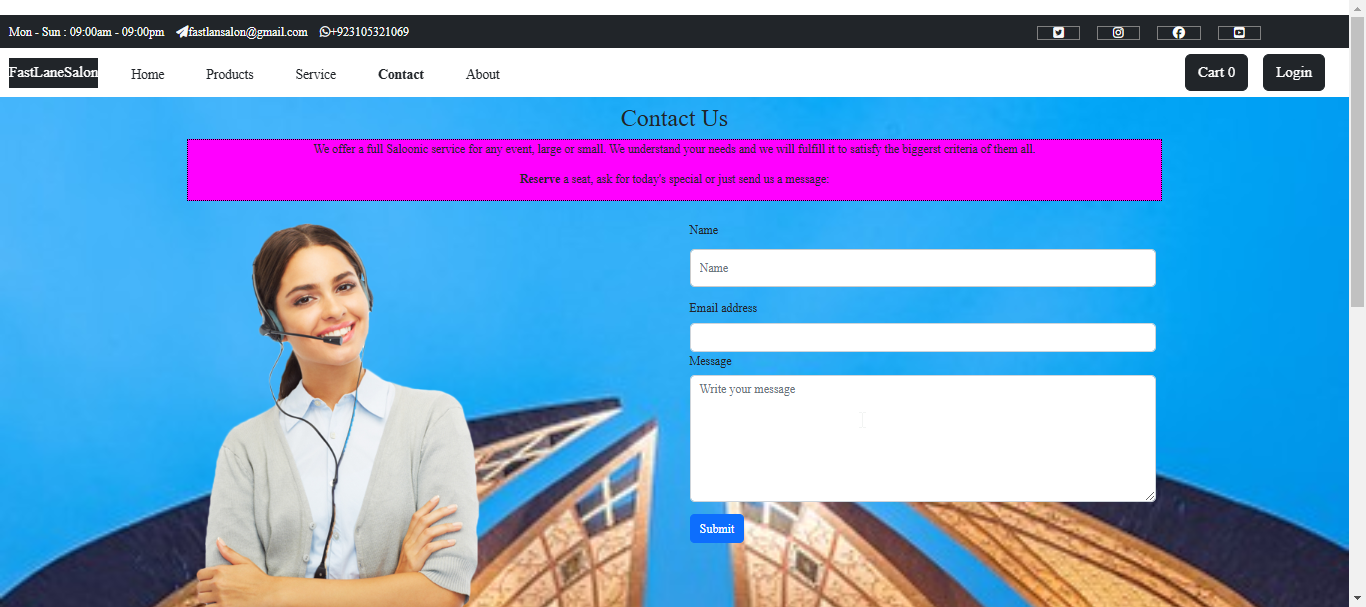 Mon - Sun : 09:00am - 09:00pm fastlansalon@gmail.com +923105321069
FastLaneSalon Home Products Service Contact About Cart 0 Login
Contact Us
We offer a full Saloonic service for any event, large or small. We understand your needs and we will fulfill it to satisfy the biggerst criteria of them all.
Reserve a seat, ask for today's special or just send us a message:
Name
Name
Email address
Message
Write your message
Submit